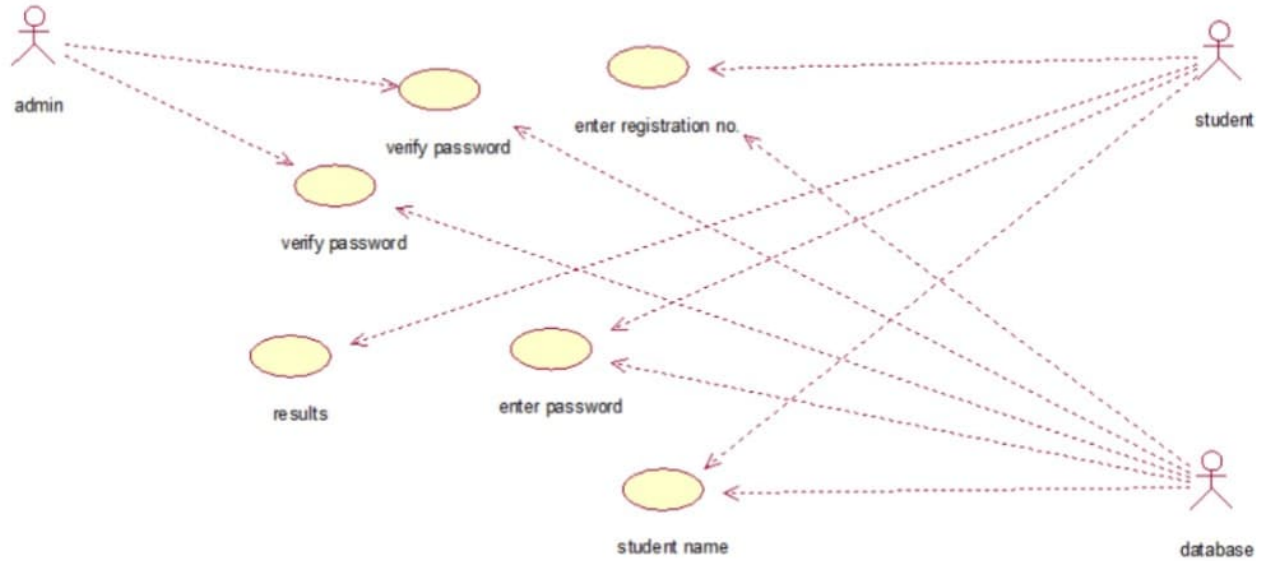 admin
student
enter registration no.
verify password
verify password
results
enter password
student name
database